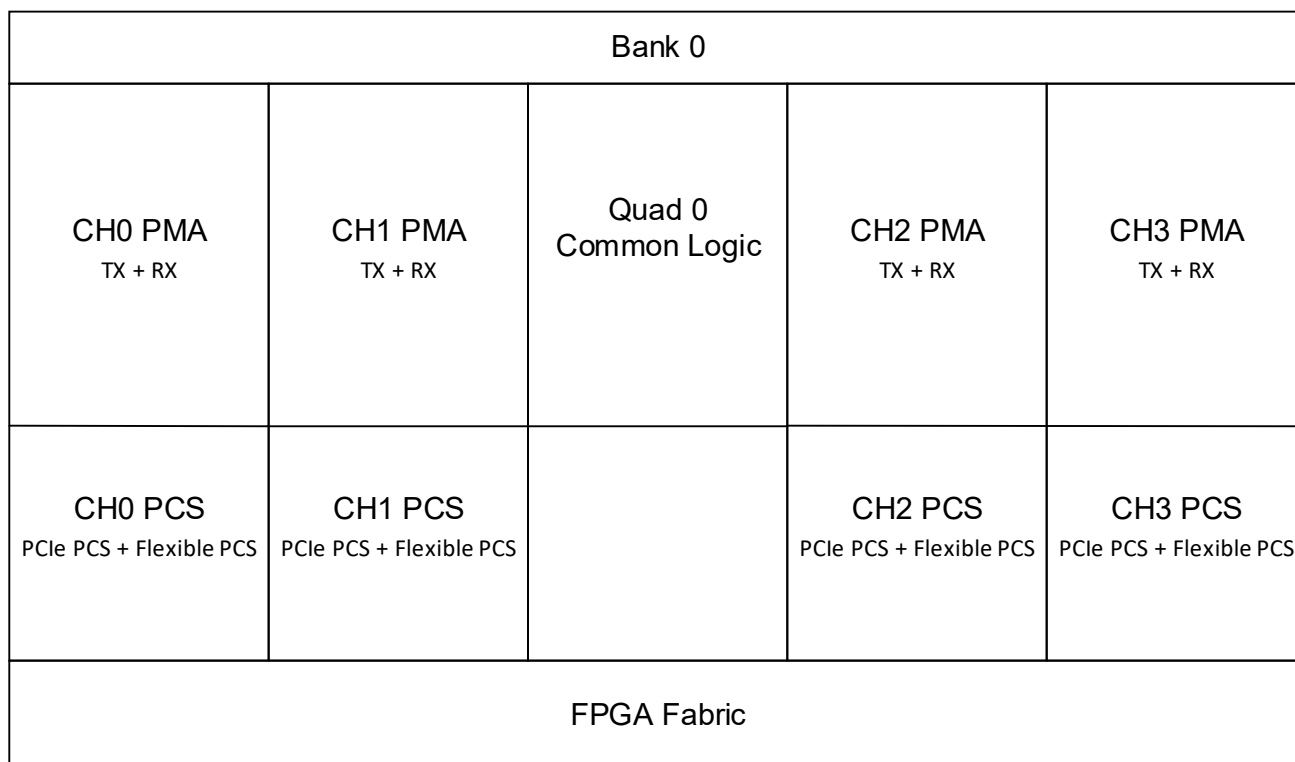 Bank 0
CH0 PMA
TX + RX
CH1 PMA
TX + RX
Quad 0
Common Logic
CH2 PMA
TX + RX
CH3 PMA
TX + RX
CH0 PCS
PCIe PCS + Flexible PCS
CH1 PCS
PCIe PCS + Flexible PCS
CH2 PCS
PCIe PCS + Flexible PCS
CH3 PCS
PCIe PCS + Flexible PCS
FPGA Fabric